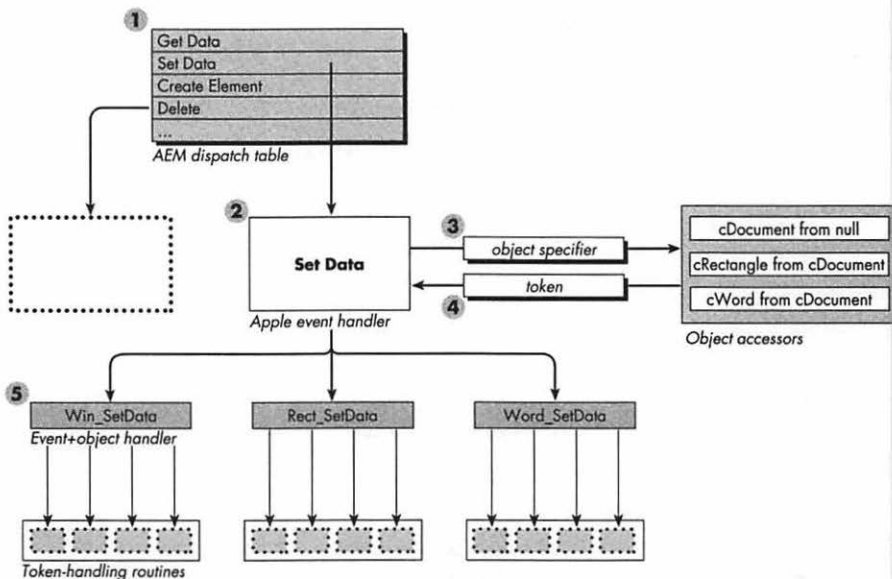 1
Get Data
Set Data
Create Element
Delete
...
AEM dispatch table
2
Set Data
Apple event handler
3
object specifier
token
4
cDocument from null
cRectangle from cDocument
cWord from cDocument
Object accessors
5
Win_SetData
Rect_SetData
Word_SetData
Event+object handler
Token-handling routines